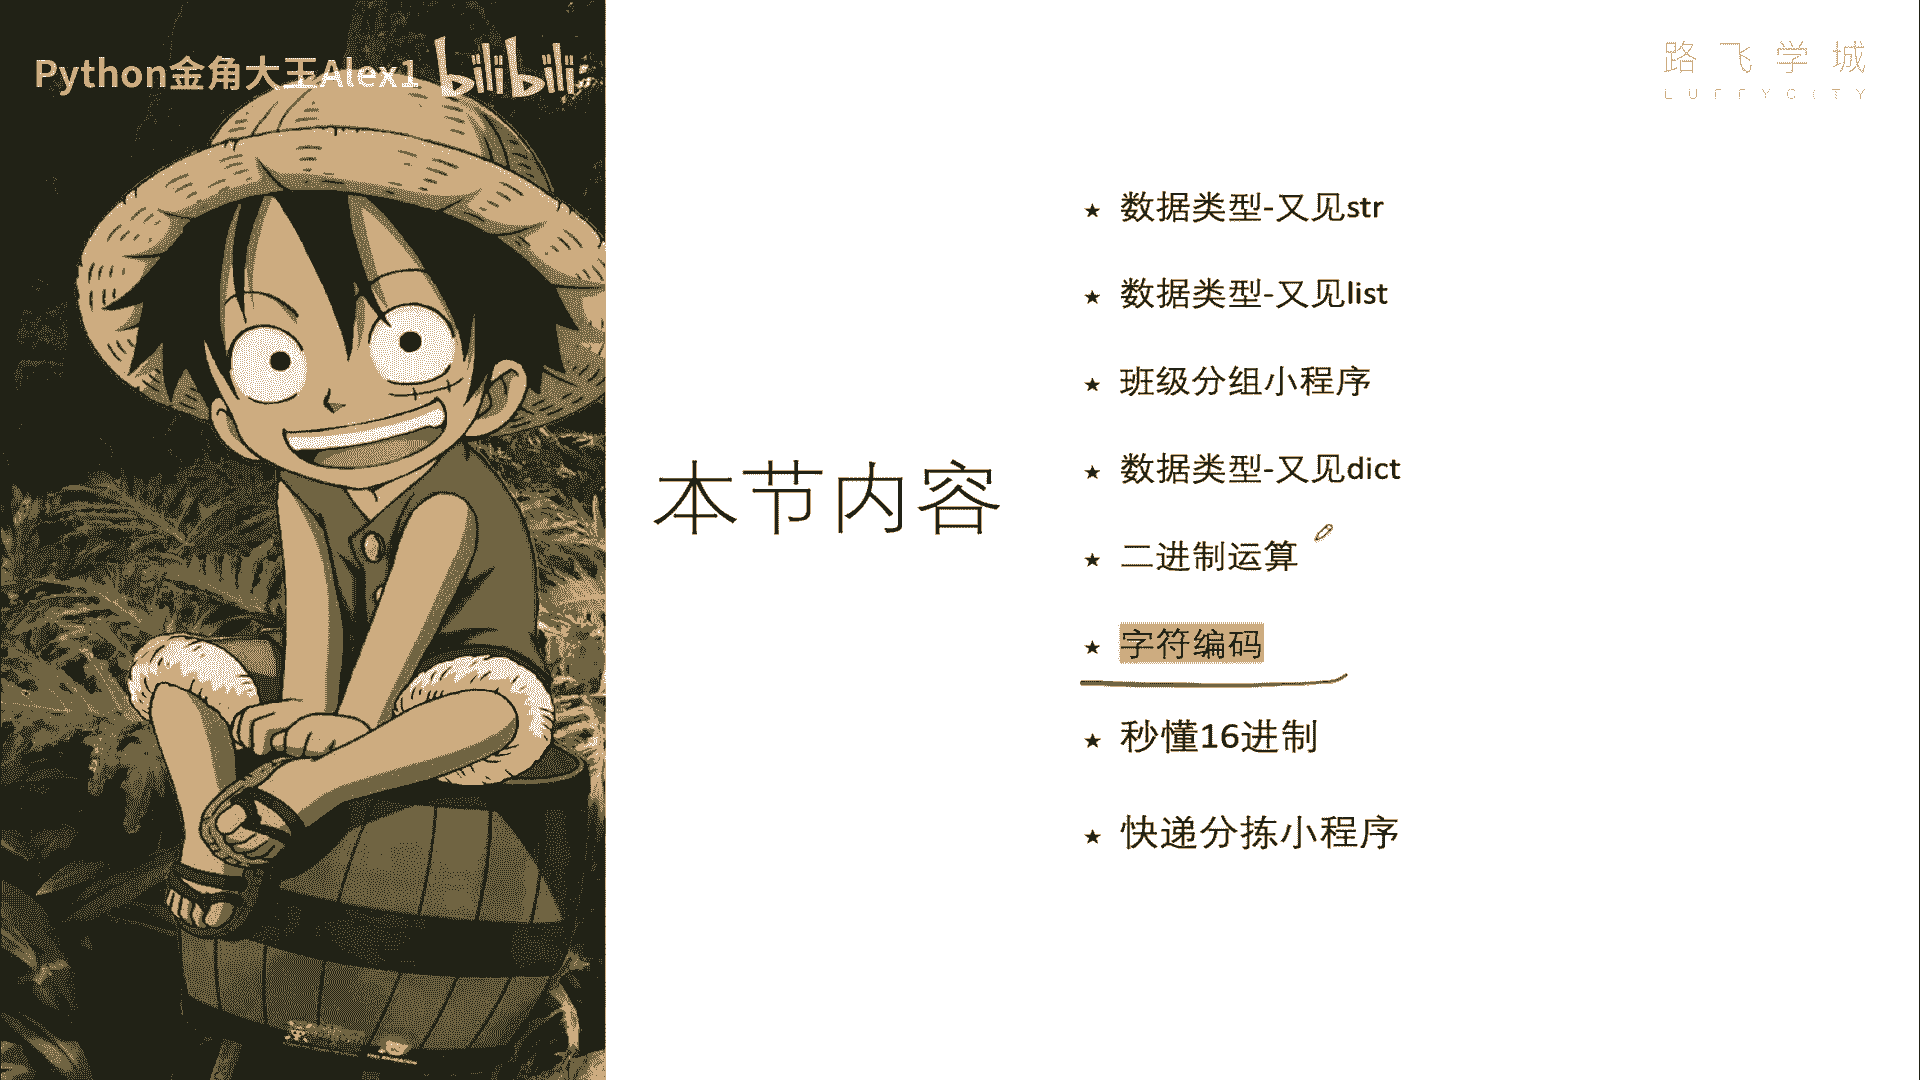 Python金角大王Alex1 bilibili
路飞学城
LUFFYCITY
本节内容
★ 数据类型-又见str
★ 数据类型-又见list
★ 班级分组小程序
★ 数据类型-又见dict
★ 二进制运算
★ 字符编码
★ 秒懂16进制
★ 快递分拣小程序